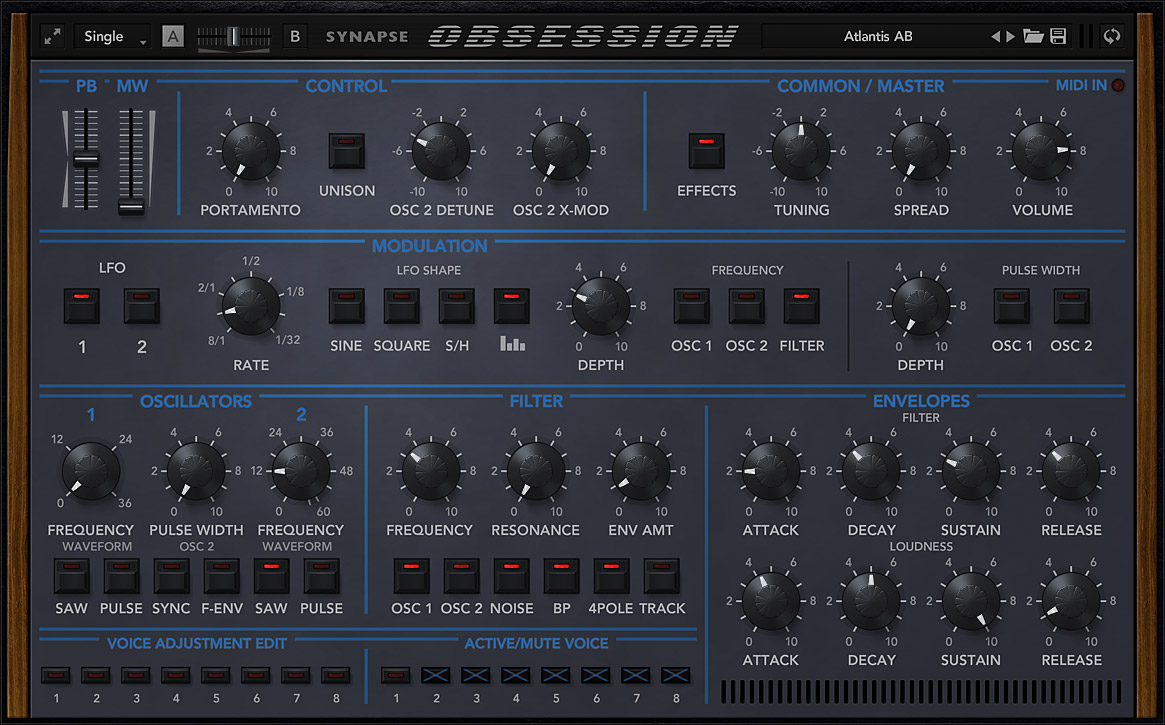 Single A B SYNAPSE OBSESSION Atlantis AB
PB MW CONTROL COMMON / MASTER MIDI IN
4 6 -2 2 4 6 -2 2 4 6 4 6
2 8 -6 6 2 8 -6 6 2 8 2 8
0 10 -10 10 0 10 -10 10 0 10 0 10
UNISON EFFECTS
PORTAMENTO OSC 2 DETUNE OSC 2 X-MOD TUNING SPREAD VOLUME
MODULATION
LFO 1/2 LFO SHAPE 4 6 FREQUENCY 4 6 PULSE WIDTH
2/1 1/8 2 8 2 8
8/1 1/32 0 10 0 10
1 2 SINE SQUARE S/H OSC 1 OSC 2 FILTER OSC 1 OSC 2
RATE DEPTH DEPTH
OSCILLATORS FILTER ENVELOPES
1 2 FILTER
12 24 4 6 24 36 4 6 4 6 4 6 4 6 4 6 4 6 4 6
2 8 12 48 2 8 2 8 2 8 2 8 2 8 2 8 2 8
0 36 0 10 0 60 0 10 0 10 0 10 0 10 0 10 0 10 0 10
FREQUENCY PULSE WIDTH FREQUENCY FREQUENCY RESONANCE ENV AMT ATTACK DECAY SUSTAIN RELEASE
WAVEFORM OSC 2 WAVEFORM LOUDNESS
4 6 4 6 4 6 4 6
2 8 2 8 2 8 2 8
SAW PULSE SYNC F-ENV SAW PULSE OSC 1 OSC 2 NOISE BP 4POLE TRACK
0 10 0 10 0 10 0 10
VOICE ADJUSTMENT EDIT ACTIVE/MUTE VOICE
ATTACK DECAY SUSTAIN RELEASE
1 2 3 4 5 6 7 8 1 2 3 4 5 6 7 8